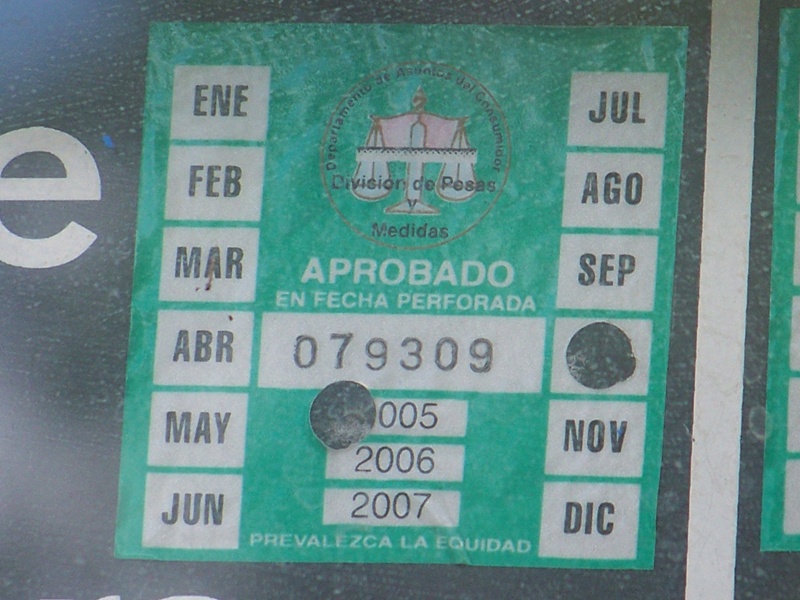 e
Departamento de Asuntos del Consumidor
División de Pesas
Medidas
APROBADO
EN FECHA PERFORADA
079309
005
2006
2007
PREVALEZCA LA EQUIDAD
ENE
FEB
MAR
ABR
MAY
JUN
JUL
AGO
SEP
NOV
DIC